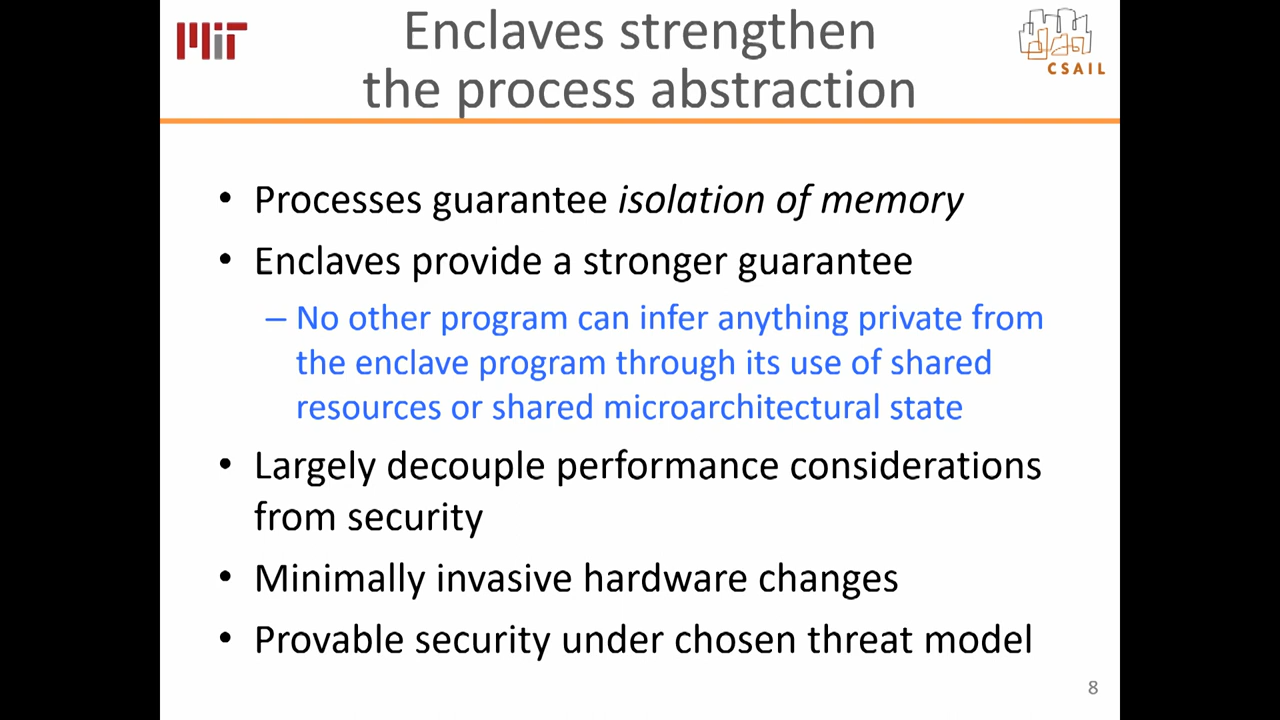 MIT
Enclaves strengthen
the process abstraction
CSAIL
• Processes guarantee isolation of memory
• Enclaves provide a stronger guarantee
– No other program can infer anything private from
the enclave program through its use of shared
resources or shared microarchitectural state
• Largely decouple performance considerations
from security
• Minimally invasive hardware changes
• Provable security under chosen threat model
8